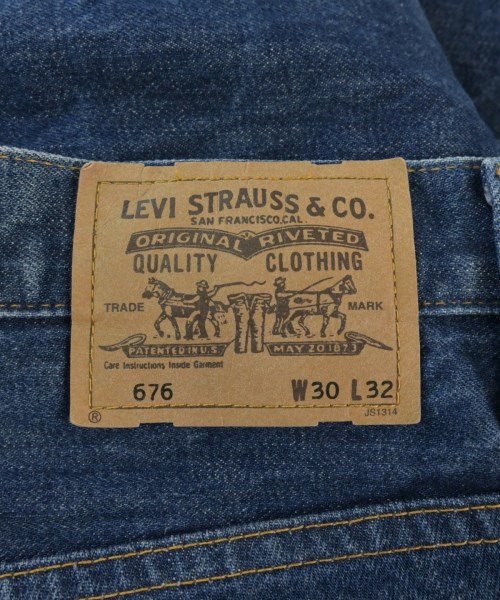 LEVI STRAUSS & CO.
SAN FRANCISCO,CAL.
ORIGINAL RIVETED
QUALITY CLOTHING
TRADE MARK
PATENTED IN U.S. MAY 20 1873
Care Instructions Inside Garment
676 W30 L32
® JS1314